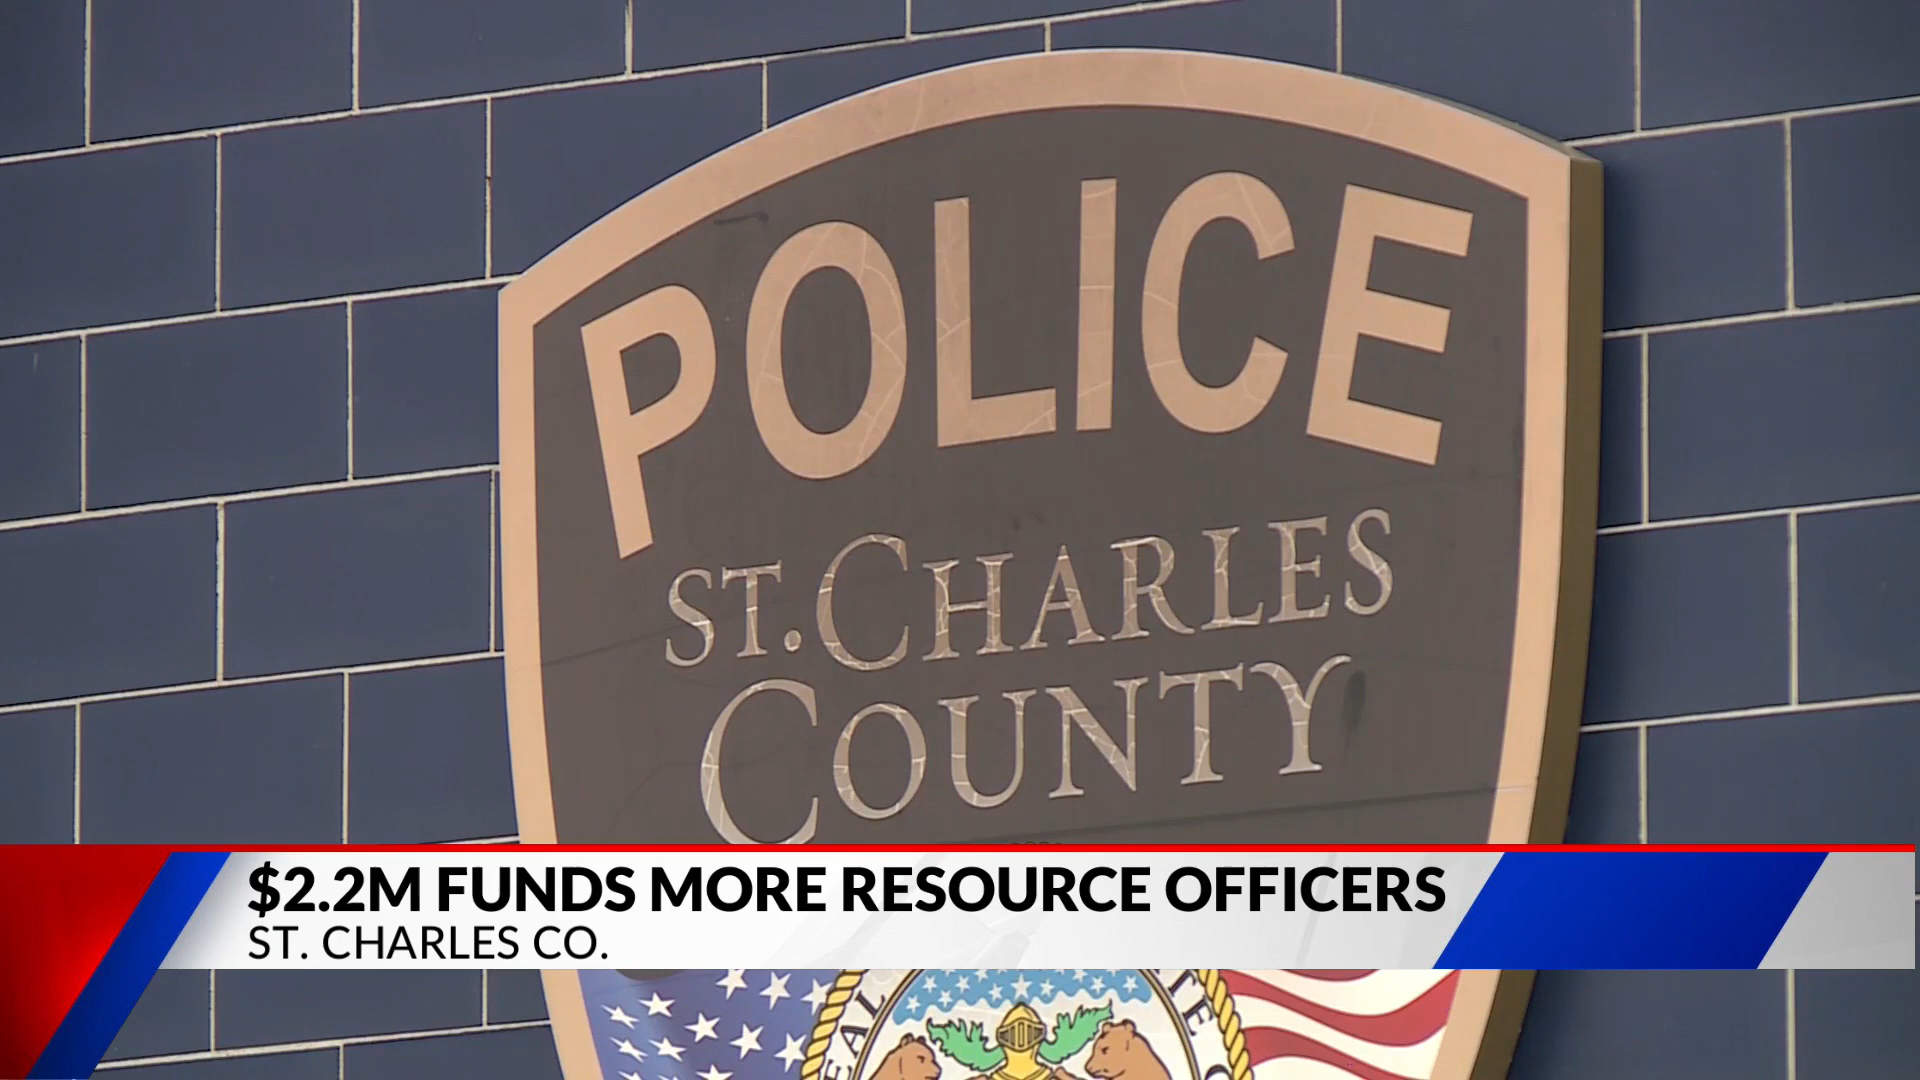 POLICE
ST. CHARLES
COUNTY
$2.2M FUNDS MORE RESOURCE OFFICERS
ST. CHARLES CO.